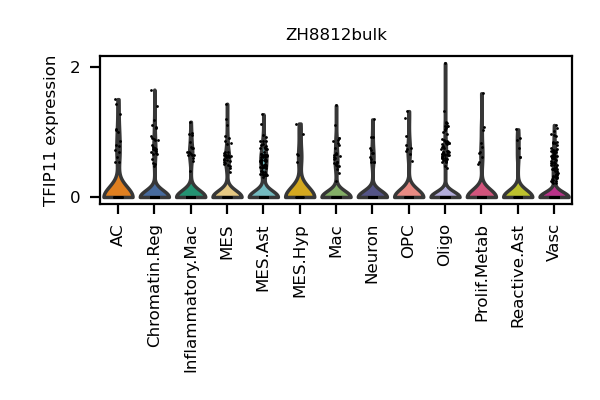 ZH8812bulk
TFIP11 expression
2
0
AC
Chromatin.Reg
Inflammatory.Mac
MES
MES.Ast
MES.Hyp
Mac
Neuron
OPC
Oligo
Prolif.Metab
Reactive.Ast
Vasc